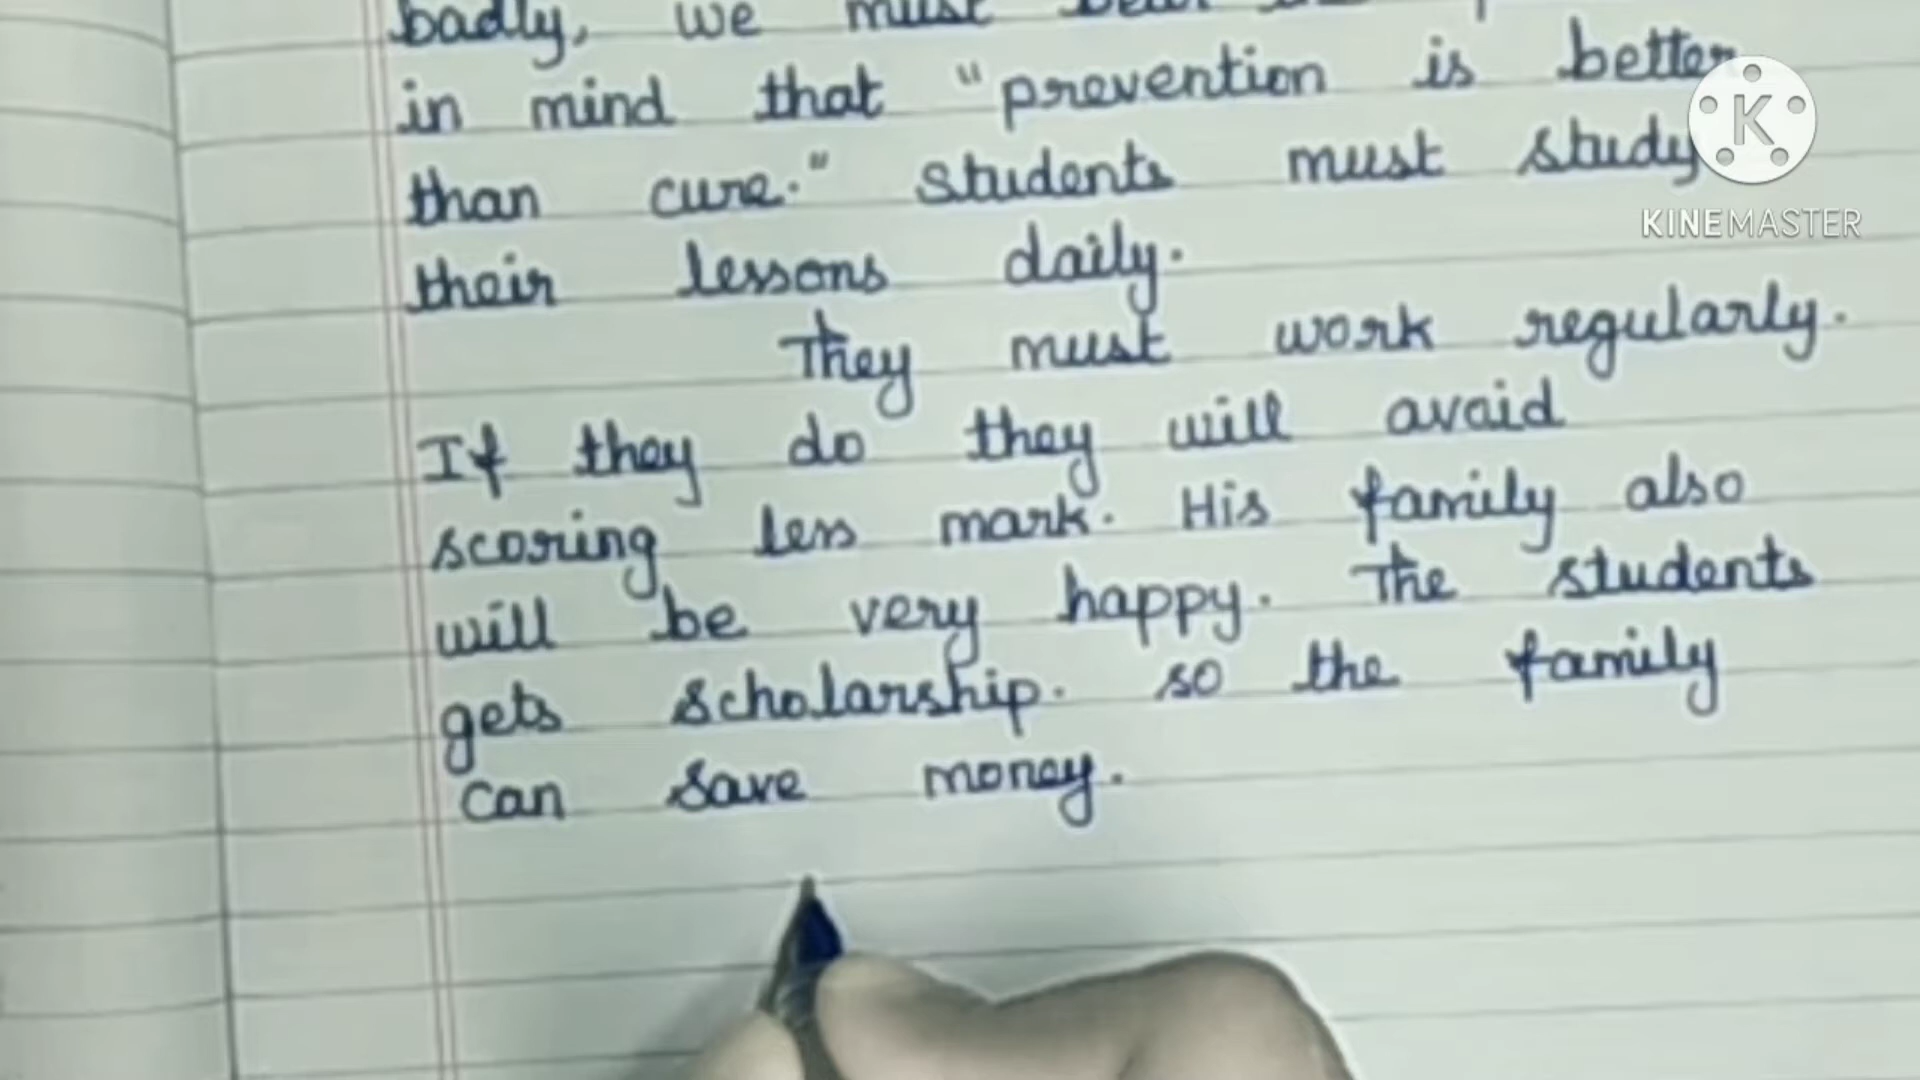 badly, we must bear
in mind that "prevention is better
than cure." students must study
their lessons daily.
They must work regularly.
If they do they will avaid
scoring less mark. His family also
will be very happy. The students
gets scholarship. so the family
can save money.
K
KINEMASTER